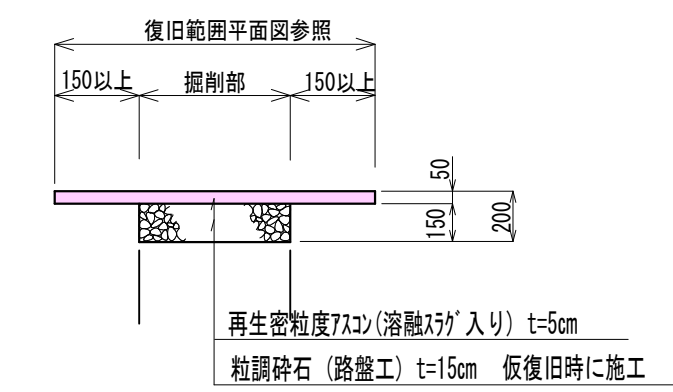 復旧範囲平面図参照
150以上 掘削部 150以上
50
150
200
再生密粒度アスコン(溶融スラグ入り) t=5cm
粒調砕石 (路盤工) t=15cm 仮復旧時に施工